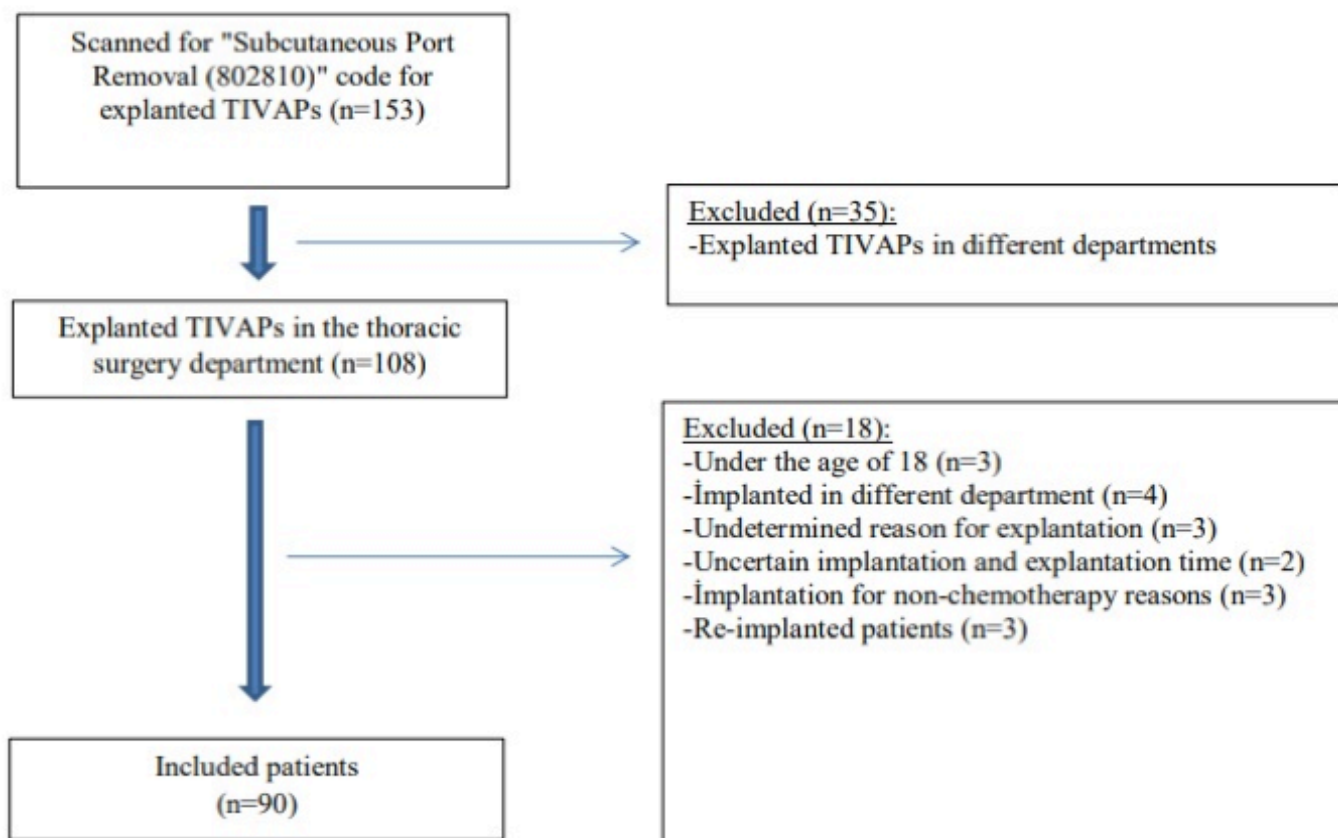 Scanned for "Subcutaneous Port
Removal (802810)" code for
explanted TIVAPs (n=153)
Excluded (n=35):
-Explanted TIVAPs in different departments
Explanted TIVAPs in the thoracic
surgery department (n=108)
Excluded (n=18):
-Under the age of 18 (n=3)
-İmplanted in different department (n=4)
-Undetermined reason for explantation (n=3)
-Uncertain implantation and explantation time (n=2)
-İmplantation for non-chemotherapy reasons (n=3)
-Re-implanted patients (n=3)
Included patients
(n=90)